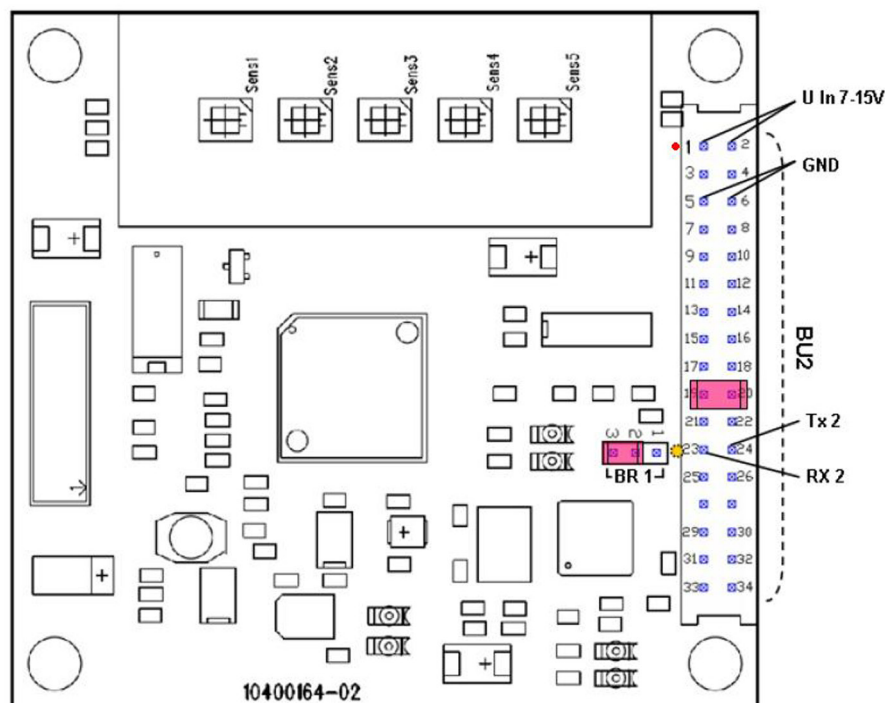 Sens1 Sens2 Sens3 Sens4 Sens5
U In 7-15V
1 2
3 4
GND
5 6
7 8
9 10
11 12
13 14
15 16
BU2
17 18
19 20
21 22
Tx 2
3 2 1
23 24
BR 1
25 26
RX 2
29 30
31 32
33 34
10400164-02